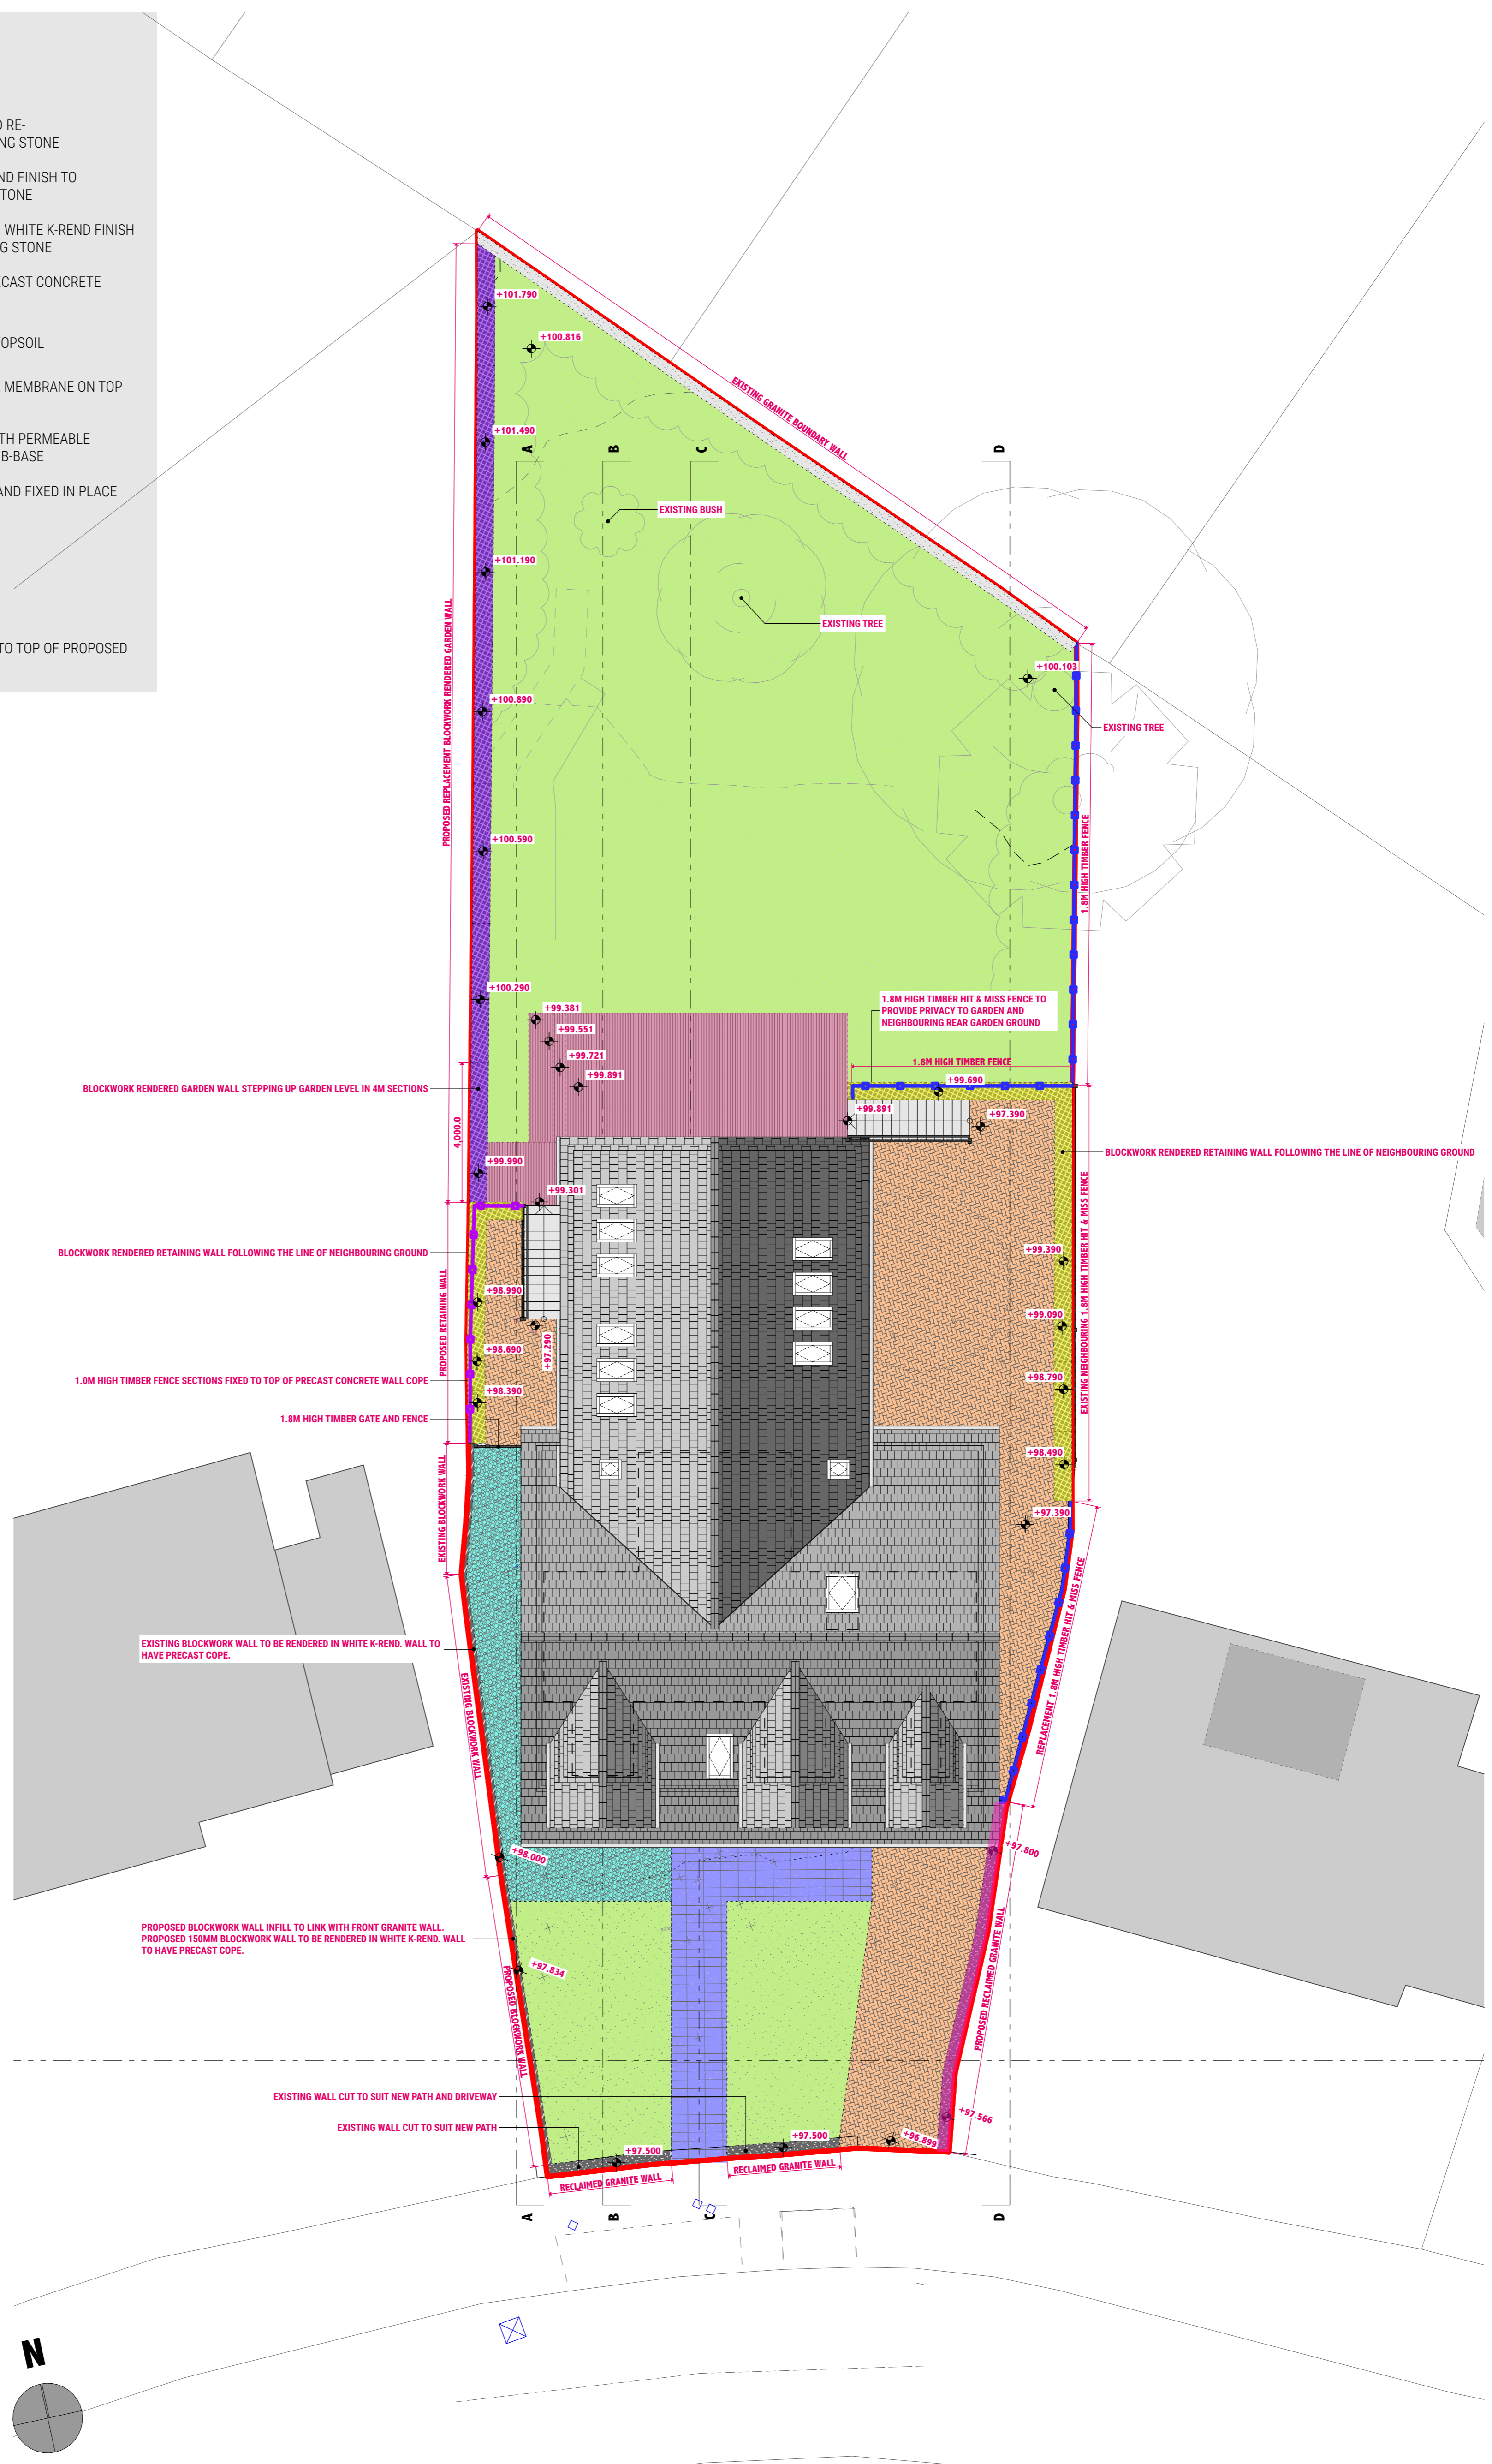 D RE-
NG STONE
ND FINISH TO
STONE
WHITE K-REND FINISH
G STONE
ECAST CONCRETE
TOPSOIL
MEMBRANE ON TOP
TH PERMEABLE
UB-BASE
AND FIXED IN PLACE
TO TOP OF PROPOSED
+101.790
+100.816
EXISTING GRANITE BOUNDARY WALL
+101.490
A
B
C
D
EXISTING BUSH
+101.190
EXISTING TREE
PROPOSED REPLACEMENT BLOCKWORK RENDERED GARDEN WALL
+100.103
+100.890
EXISTING TREE
+100.590
1.8M HIGH TIMBER FENCE
+100.290
+99.381
+99.551
+99.721
+99.891
1.8M HIGH TIMBER HIT & MISS FENCE TO
PROVIDE PRIVACY TO GARDEN AND
NEIGHBOURING REAR GARDEN GROUND
1.8M HIGH TIMBER FENCE
+99.690
BLOCKWORK RENDERED GARDEN WALL STEPPING UP GARDEN LEVEL IN 4M SECTIONS
4,000.0
+99.891
+97.390
BLOCKWORK RENDERED RETAINING WALL FOLLOWING THE LINE OF NEIGHBOURING GROUND
+99.990
+99.301
BLOCKWORK RENDERED RETAINING WALL FOLLOWING THE LINE OF NEIGHBOURING GROUND
PROPOSED RETAINING WALL
EXISTING NEIGHBOURING 1.8M HIGH TIMBER HIT & MISS FENCE
+99.390
+98.990
+99.090
+98.690
+97.290
+98.790
1.0M HIGH TIMBER FENCE SECTIONS FIXED TO TOP OF PRECAST CONCRETE WALL COPE
+98.390
1.8M HIGH TIMBER GATE AND FENCE
+98.490
EXISTING BLOCKWORK WALL
+97.390
REPLACEMENT 1.8M HIGH TIMBER HIT & MISS FENCE
EXISTING BLOCKWORK WALL TO BE RENDERED IN WHITE K-REND. WALL TO
HAVE PRECAST COPE.
EXISTING BLOCKWORK WALL
+98.000
+97.800
PROPOSED BLOCKWORK WALL INFILL TO LINK WITH FRONT GRANITE WALL.
PROPOSED 150MM BLOCKWORK WALL TO BE RENDERED IN WHITE K-REND. WALL
TO HAVE PRECAST COPE.
+97.834
PROPOSED BLOCKWORK WALL
PROPOSED RECLAIMED GRANITE WALL
EXISTING WALL CUT TO SUIT NEW PATH AND DRIVEWAY
EXISTING WALL CUT TO SUIT NEW PATH
+97.566
+96.899
+97.500
+97.500
RECLAIMED GRANITE WALL
RECLAIMED GRANITE WALL
A
B
C
D
N